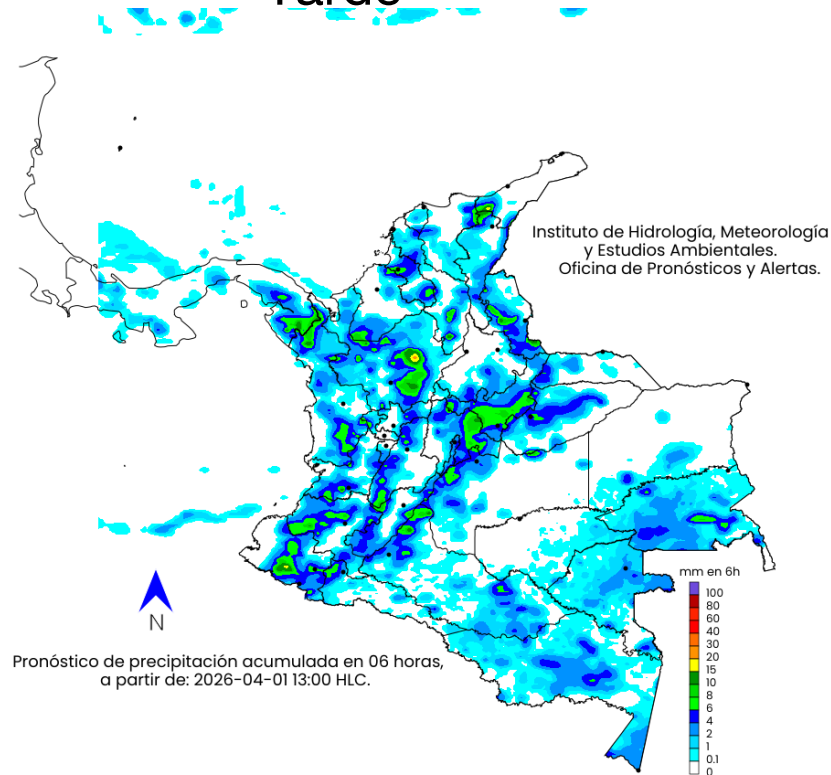 Tarde
Instituto de Hidrología, Meteorología
y Estudios Ambientales.
Oficina de Pronósticos y Alertas.
N
mm en 6h
100
80
60
40
30
20
15
10
8
6
4
2
1
0.1
0
Pronóstico de precipitación acumulada en 06 horas,
a partir de: 2026-04-01 13:00 HLC.